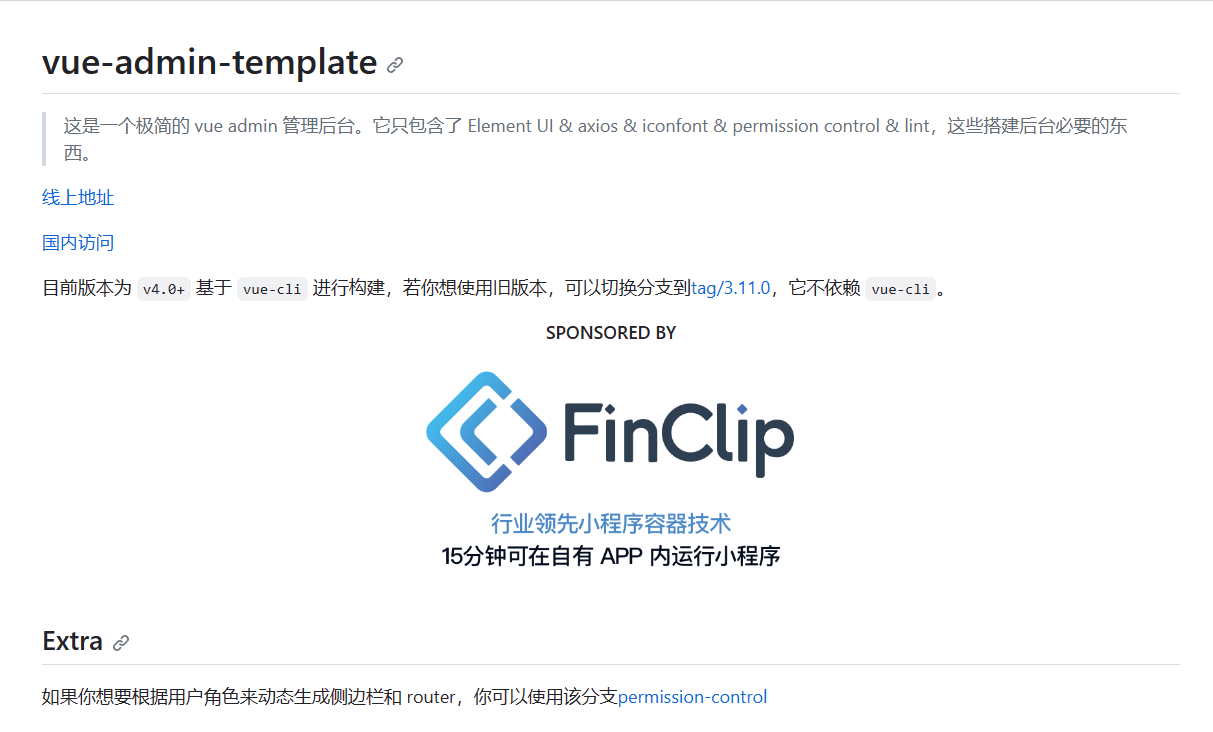 vue-admin-template
这是一个极简的 vue admin 管理后台。它只包含了 Element UI & axios & iconfont & permission control & lint，这些搭建后台必要的东
西。
线上地址
国内访问
目前版本为 v4.0+ 基于 vue-cli 进行构建，若你想使用旧版本，可以切换分支到tag/3.11.0，它不依赖 vue-cli 。
SPONSORED BY
FinClip
行业领先小程序容器技术
15分钟可在自有 APP 内运行小程序
Extra
如果你想要根据用户角色来动态生成侧边栏和 router，你可以使用该分支permission-control